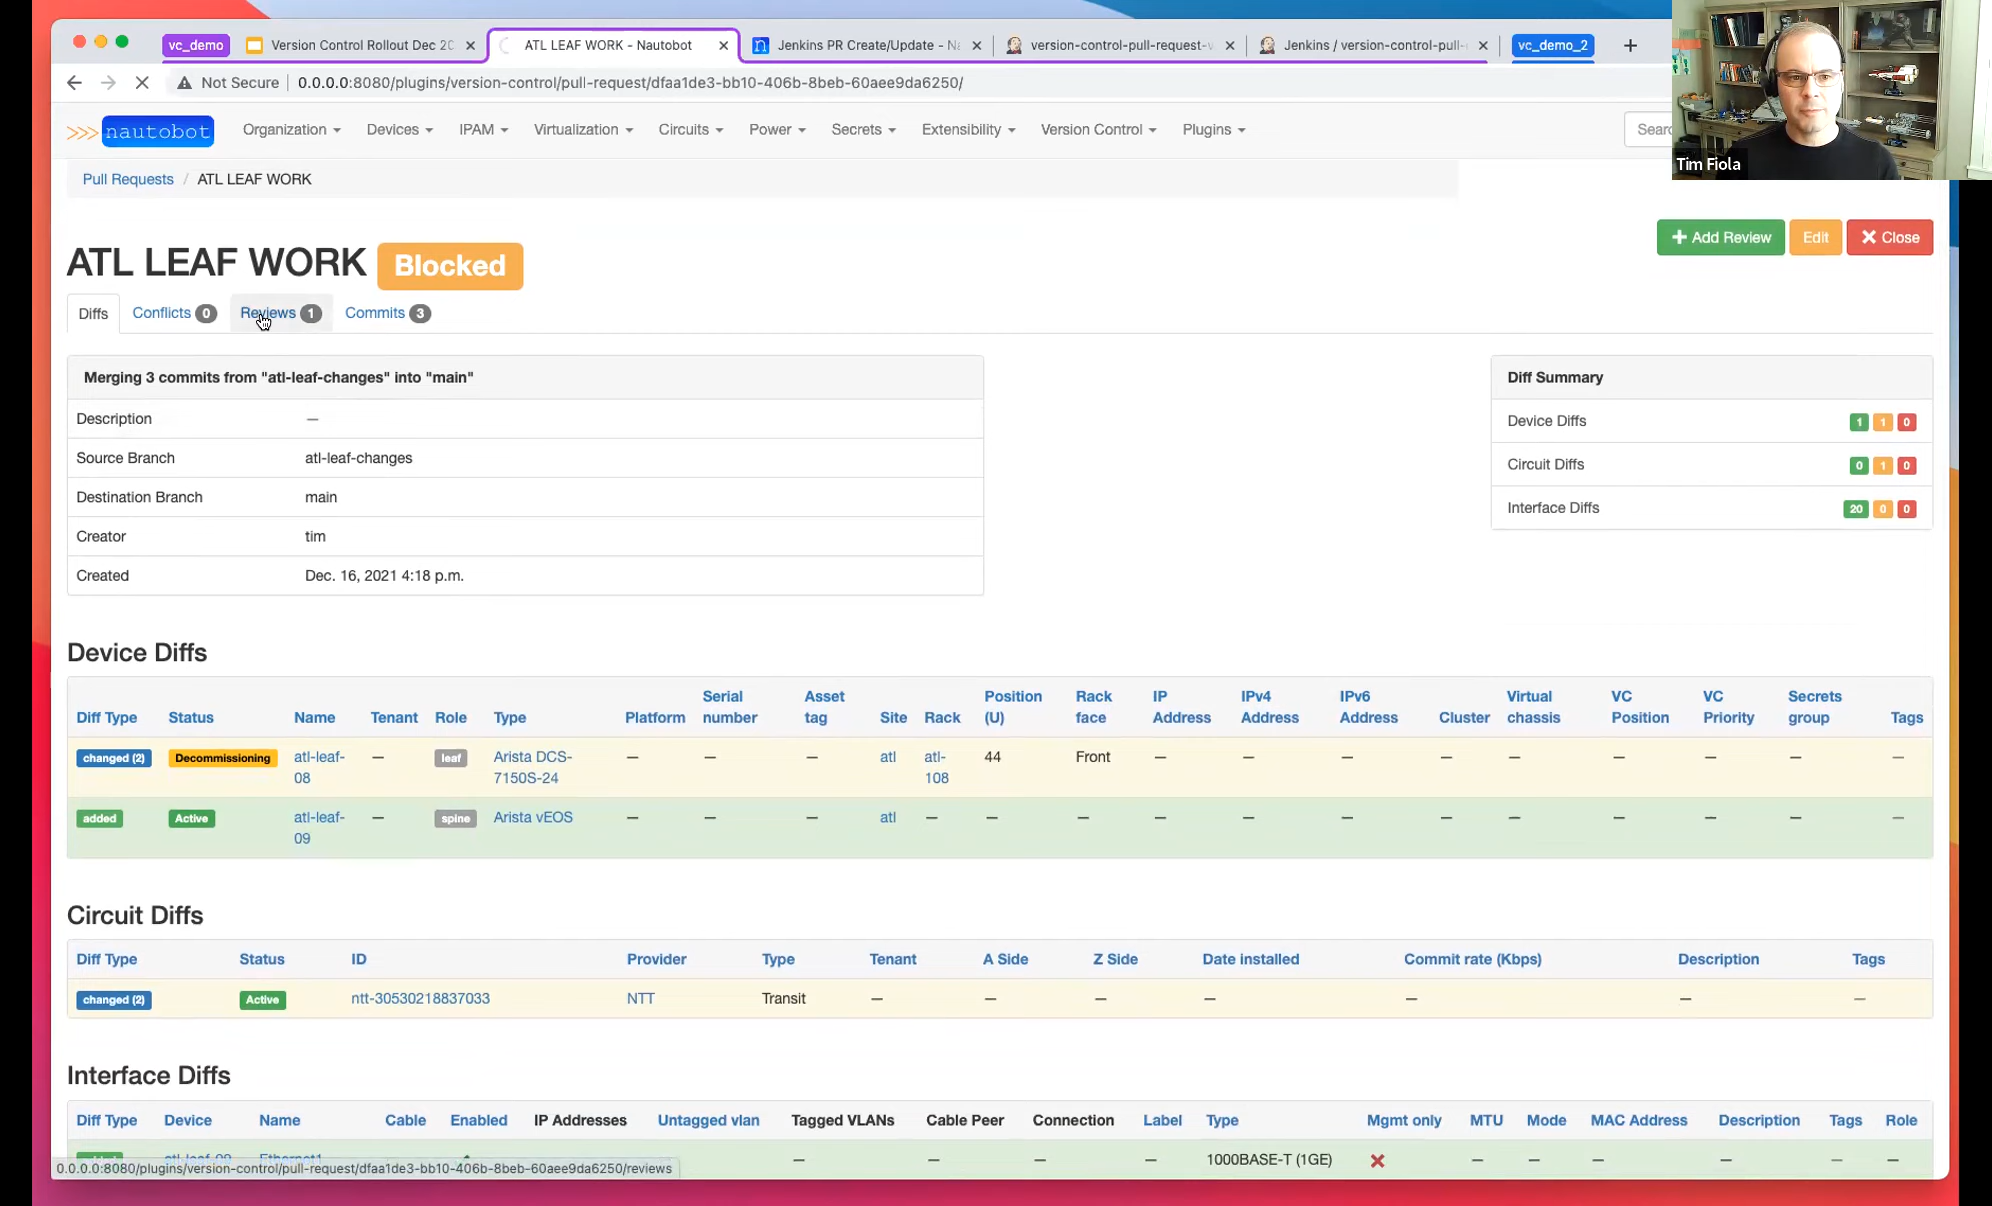 vc_demo
Version Control Rollout Dec 20
ATL LEAF WORK - Nautobot
Jenkins PR Create/Update - Na
version-control-pull-request-v
Jenkins / version-control-pull-
vc_demo_2
Not Secure
0.0.0.0:8080/plugins/version-control/pull-request/dfaa1de3-bb10-406b-8beb-60aee9da6250/
>>> nautobot
Organization
Devices
IPAM
Virtualization
Circuits
Power
Secrets
Extensibility
Version Control
Plugins
Searc
Tim Fiola
Pull Requests / ATL LEAF WORK
ATL LEAF WORK Blocked
+ Add Review
Edit
Close
Diffs
Conflicts 0
Reviews 1
Commits 3
Merging 3 commits from "atl-leaf-changes" into "main"
Description —
Source Branch atl-leaf-changes
Destination Branch main
Creator tim
Created Dec. 16, 2021 4:18 p.m.
Diff Summary
Device Diffs 1 1 0
Circuit Diffs 0 1 0
Interface Diffs 20 0 0
Device Diffs
Diff Type Status Name Tenant Role Type Platform Serial number Asset tag Site Rack Position (U) Rack face IP Address IPv4 Address IPv6 Address Cluster Virtual chassis VC Position VC Priority Secrets group Tags
changed (2) Decommissioning atl-leaf-08 — leaf Arista DCS-7150S-24 — — — atl atl-108 44 Front — — — — — — — — —
added Active atl-leaf-09 — spine Arista vEOS — — — atl — — — — — — — — — — — —
Circuit Diffs
Diff Type Status ID Provider Type Tenant A Side Z Side Date installed Commit rate (Kbps) Description Tags
changed (2) Active ntt-30530218837033 NTT Transit — — — — — — —
Interface Diffs
Diff Type Device Name Cable Enabled IP Addresses Untagged vlan Tagged VLANs Cable Peer Connection Label Type Mgmt only MTU Mode MAC Address Description Tags Role
— — — — 1000BASE-T (1GE) — — — — — —
0.0.0.0:8080/plugins/version-control/pull-request/dfaa1de3-bb10-406b-8beb-60aee9da6250/reviews